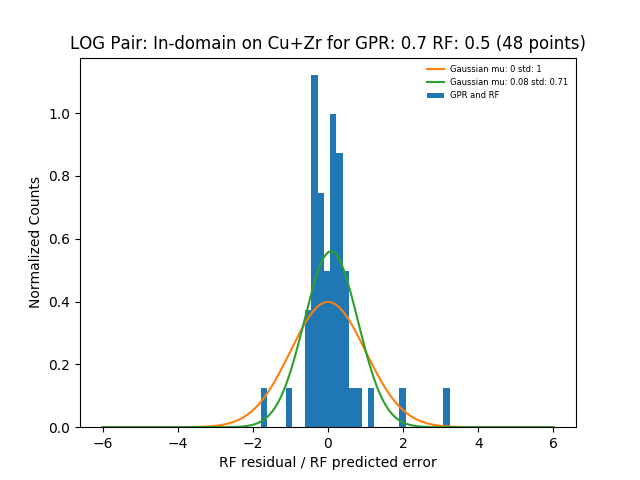 LOG Pair: In-domain on Cu+Zr for GPR: 0.7 RF: 0.5 (48 points)
Gaussian mu: 0 std: 1
Gaussian mu: 0.08 std: 0.71
GPR and RF
Normalized Counts
1.0
0.8
0.6
0.4
0.2
0.0
−6 −4 −2 0 2 4 6
RF residual / RF predicted error